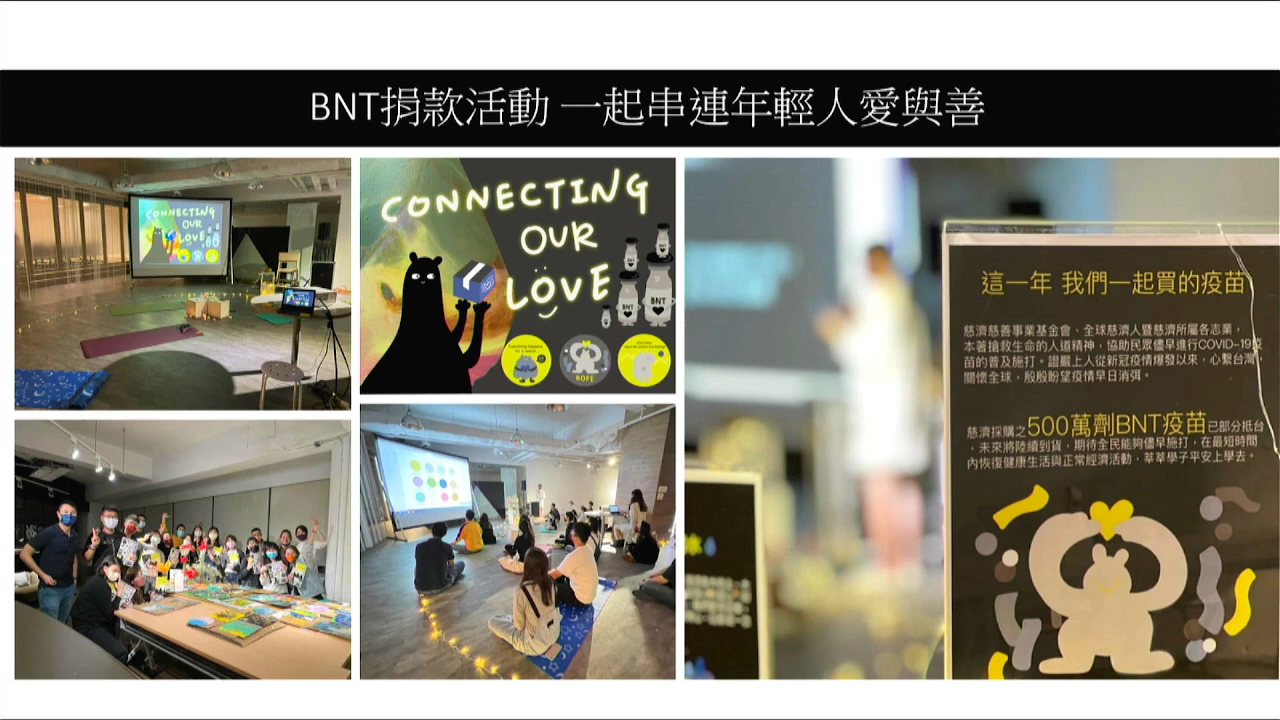 BNT捐款活動 一起串連年輕人愛與善
CONNECTING
OUR
LOVE
CONNECTING
OUR
LOVE
BNT
BNT
HOPE
這一年 我們一起買的疫苗
慈濟慈善事業基金會、全球慈濟人暨慈濟所屬各志業，
本著搶救生命的人道精神，協助民眾儘早進行COVID-19疫
苗的普及施打。證嚴上人從新冠疫情爆發以來，心繫台灣，
關懷全球，殷殷盼望疫情早日消弭。
慈濟採購之500萬劑BNT疫苗已部分抵台
，未來將陸續到貨，期待全民能夠儘早施打，在最短時間
內恢復健康生活與正常經濟活動，莘莘學子平安上學去。